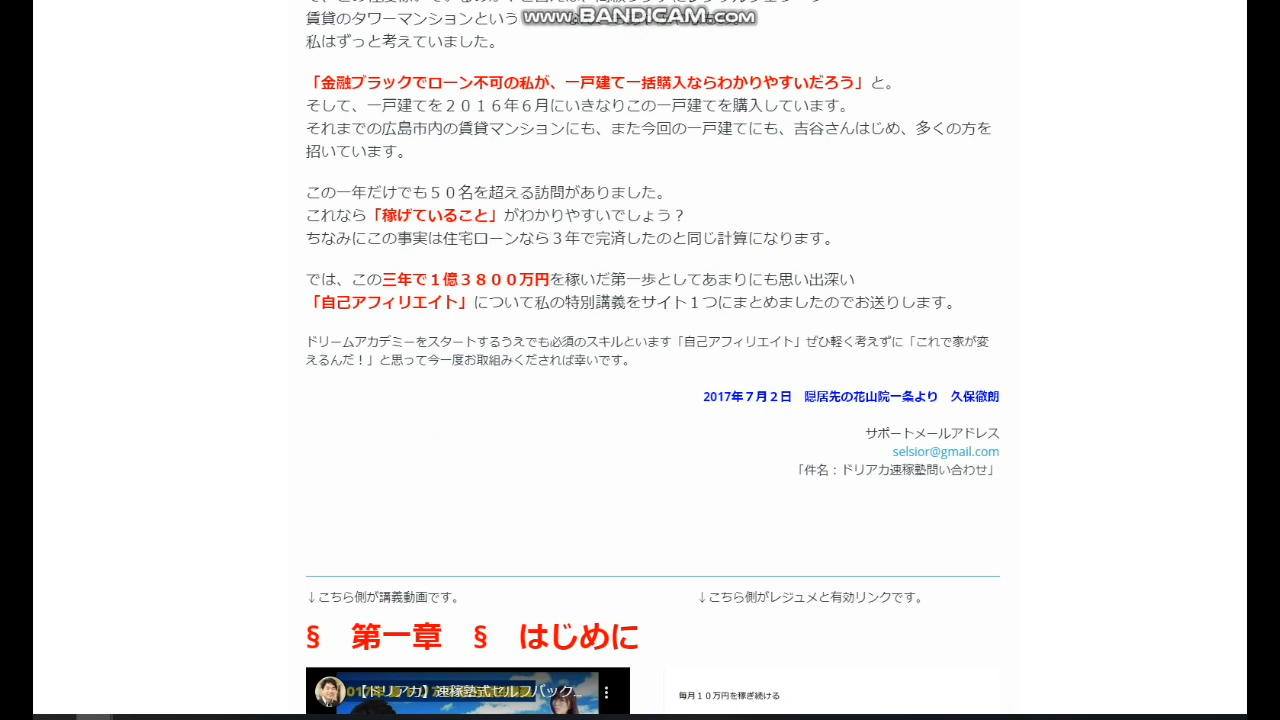 www.BANDICAM.com
賃貸のタワーマンションという
私はずっと考えていました。
「金融ブラックでローン不可の私が、一戸建て一括購入ならわかりやすいだろう」と。
そして、一戸建てを２０１６年６月にいきなりこの一戸建てを購入しています。
それまでの広島市内の賃貸マンションにも、また今回の一戸建てにも、吉谷さんはじめ、多くの方を
招いています。
この一年だけでも５０名を超える訪問がありました。
これなら「稼げていること」がわかりやすいでしょう？
ちなみにこの事実は住宅ローンなら３年で完済したのと同じ計算になります。
では、この三年で１億３８００万円を稼いだ第一歩としてあまりにも思い出深い
「自己アフィリエイト」について私の特別講義をサイト１つにまとめましたのでお送りします。
ドリームアカデミーをスタートするうえでも必須のスキルといます「自己アフィリエイト」ぜひ軽く考えずに「これで家が変
えるんだ！」と思って今一度お取組みくだされば幸いです。
2017年７月２日　隠居先の花山院一条より　久保徹朗
サポートメールアドレス
selsior@gmail.com
「件名：ドリアカ速稼塾問い合わせ」
↓こちら側が講義動画です。
↓こちら側がレジュメと有効リンクです。
§　第一章　§　はじめに
【ドリアカ】速稼塾式セルフバック...
毎月１０万円を稼ぎ続ける